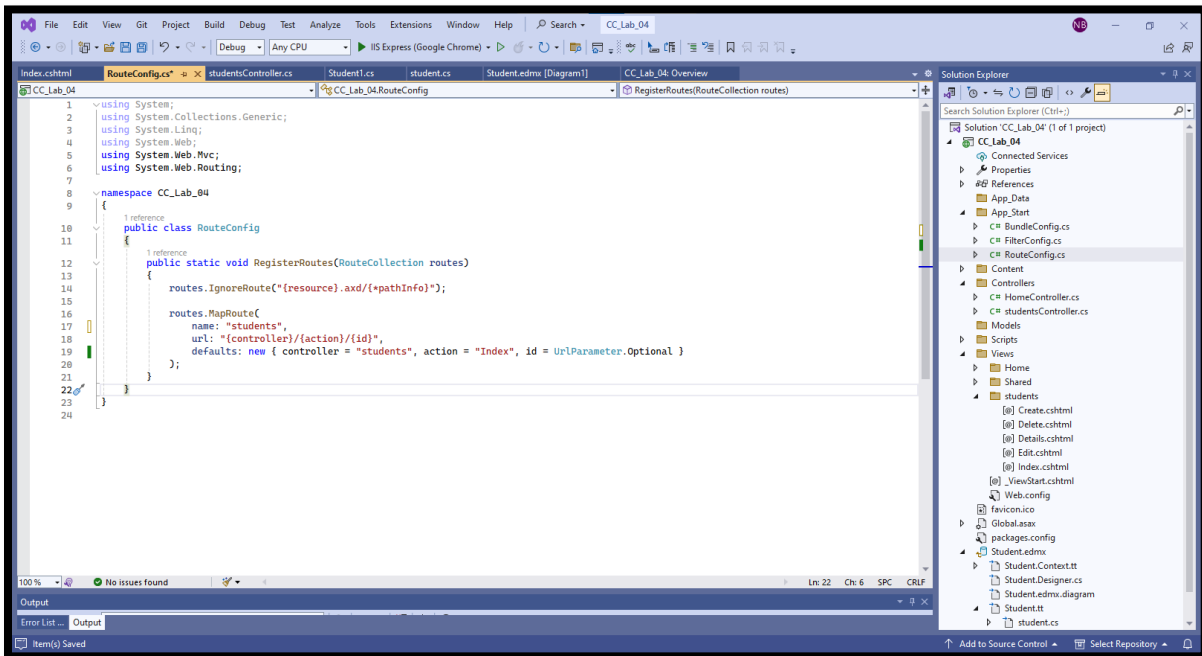 File Edit View Git Project Build Debug Test Analyze Tools Extensions Window Help Search CC_Lab_04 NB
Debug Any CPU IIS Express (Google Chrome)
Index.cshtml RouteConfig.cs* studentsController.cs Student1.cs student.cs Student.edmx [Diagram1] CC_Lab_04: Overview
CC_Lab_04 CC_Lab_04.RouteConfig RegisterRoutes(RouteCollection routes)
1 using System;
2 using System.Collections.Generic;
3 using System.Linq;
4 using System.Web;
5 using System.Web.Mvc;
6 using System.Web.Routing;
7
8 namespace CC_Lab_04
9 {
1 reference
10 public class RouteConfig
11 {
1 reference
12 public static void RegisterRoutes(RouteCollection routes)
13 {
14 routes.IgnoreRoute("{resource}.axd/{*pathInfo}");
15
16 routes.MapRoute(
17 name: "students",
18 url: "{controller}/{action}/{id}",
19 defaults: new { controller = "students", action = "Index", id = UrlParameter.Optional }
20 );
21 }
22 }
23 }
24
100 % No issues found Ln: 22 Ch: 6 SPC CRLF
Output
Error List ... Output
Item(s) Saved Add to Source Control Select Repository
Solution Explorer
Search Solution Explorer (Ctrl+;)
Solution 'CC_Lab_04' (1 of 1 project)
CC_Lab_04
Connected Services
Properties
References
App_Data
App_Start
C# BundleConfig.cs
C# FilterConfig.cs
C# RouteConfig.cs
Content
Controllers
C# HomeController.cs
C# studentsController.cs
Models
Scripts
Views
Home
Shared
students
[@] Create.cshtml
[@] Delete.cshtml
[@] Details.cshtml
[@] Edit.cshtml
[@] Index.cshtml
[@] _ViewStart.cshtml
Web.config
favicon.ico
Global.asax
packages.config
Student.edmx
Student.Context.tt
Student.Designer.cs
Student.edmx.diagram
Student.tt
student.cs